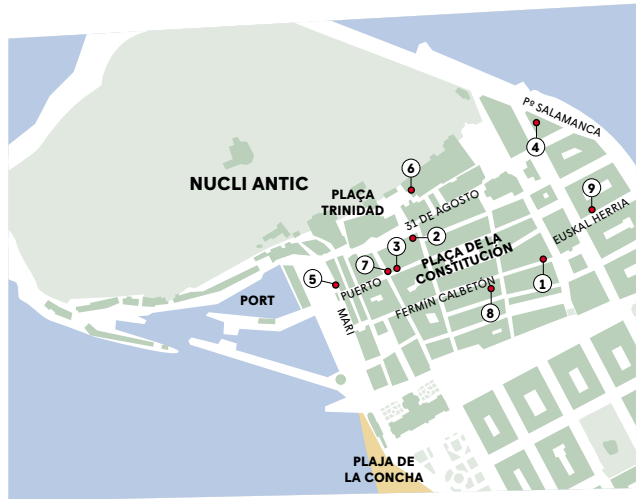 Pº SALAMANCA
4
6
NUCLI ANTIC
PLAÇA
TRINIDAD
9
31 DE AGOSTO
EUSKAL HERRIA
2
3
PLAÇA DE LA
CONSTITUCIÓN
7
5
PUERTO
1
PORT
FERMÍN CALBETÓN
MARI
8
PLAJA DE
LA CONCHA